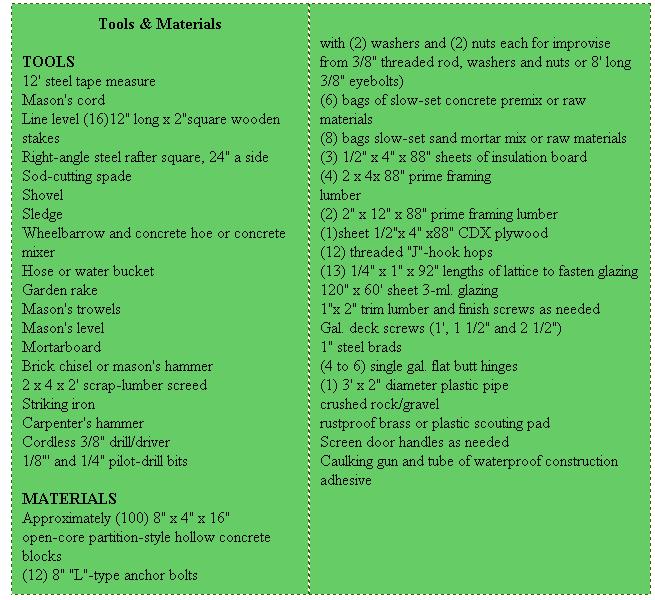 Tools & Materials
TOOLS
12' steel tape measure
Mason's cord
Line level (16)12" long x 2"square wooden
stakes
Right-angle steel rafter square, 24" a side
Sod-cutting spade
Shovel
Sledge
Wheelbarrow and concrete hoe or concrete
mixer
Hose or water bucket
Garden rake
Mason's trowels
Mason's level
Mortarboard
Brick chisel or mason's hammer
2 x 4 x 2' scrap-lumber screed
Striking iron
Carpenter's hammer
Cordless 3/8" drill/driver
1/8"' and 1/4" pilot-drill bits
MATERIALS
Approximately (100) 8" x 4" x 16"
open-core partition-style hollow concrete
blocks
(12) 8" "L"-type anchor bolts
with (2) washers and (2) nuts each for improvise
from 3/8" threaded rod, washers and nuts or 8' long
3/8" eyebolts)
(6) bags of slow-set concrete premix or raw
materials
(8) bags slow-set sand mortar mix or raw materials
(3) 1/2" x 4" x 88" sheets of insulation board
(4) 2 x 4x 88" prime framing
lumber
(2) 2" x 12" x 88" prime framing lumber
(1)sheet 1/2"x 4" x88" CDX plywood
(12) threaded "J"-hook hops
(13) 1/4" x 1" x 92" lengths of lattice to fasten glazing
120" x 60' sheet 3-ml. glazing
1"x 2" trim lumber and finish screws as needed
Gal. deck screws (1', 1 1/2" and 2 1/2")
1" steel brads
(4 to 6) single gal. flat butt hinges
(1) 3' x 2" diameter plastic pipe
crushed rock/gravel
rustproof brass or plastic scouting pad
Screen door handles as needed
Caulking gun and tube of waterproof construction
adhesive